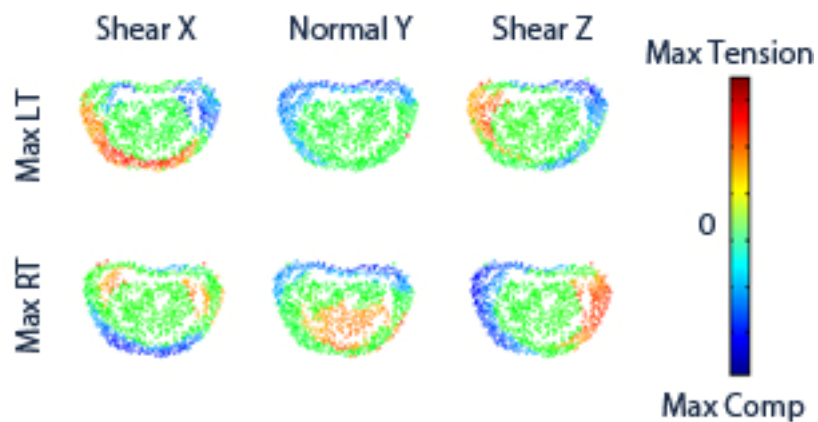 Shear X Normal Y Shear Z
Max Tension
Max LT
0
Max RT
Max Comp